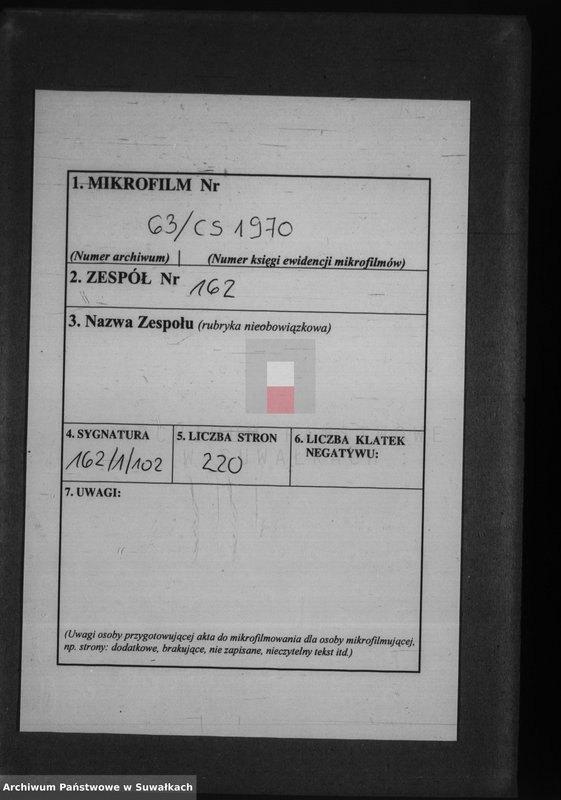 1. MIKROFILM Nr
63/CS 1970
(Numer archiwum) (Numer księgi ewidencji mikrofilmów)
2. ZESPÓŁ Nr 162
3. Nazwa Zespołu (rubryka nieobowiązkowa)
4. SYGNATURA
162/1/102
5. LICZBA STRON
220
6. LICZBA KLATEK
NEGATYWU:
7. UWAGI:
(Uwagi osoby przygotowującej akta do mikrofilmowania dla osoby mikrofilmującej,
np. strony: dodatkowe, brakujące, nie zapisane, nieczytelny tekst itd.)
Archiwum Państwowe w Suwałkach